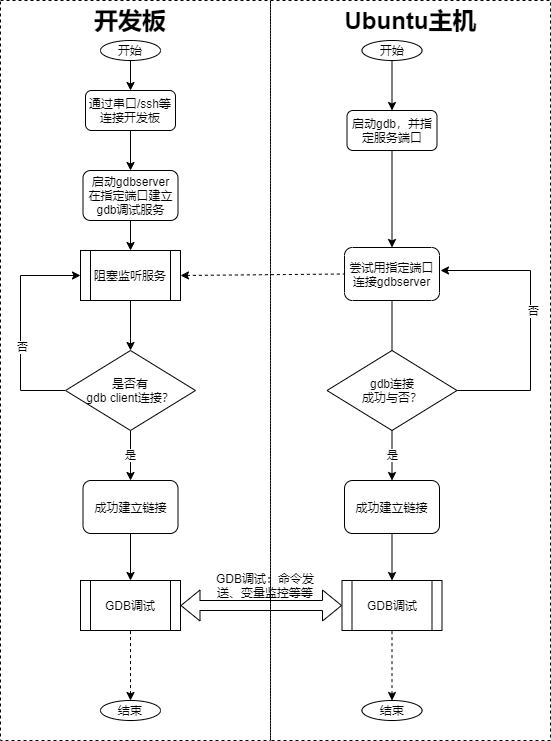 开发板
开始
通过串口/ssh等
连接开发板
启动gdbserver
在指定端口建立
gdb调试服务
阻塞监听服务
否
是否有
gdb client连接?
是
成功建立链接
GDB调试
结束
GDB调试：命令发
送、变量监控等等
Ubuntu主机
开始
启动gdb，并指
定服务端口
尝试用指定端口
连接gdbserver
否
gdb连接
成功与否?
是
成功建立链接
GDB调试
结束